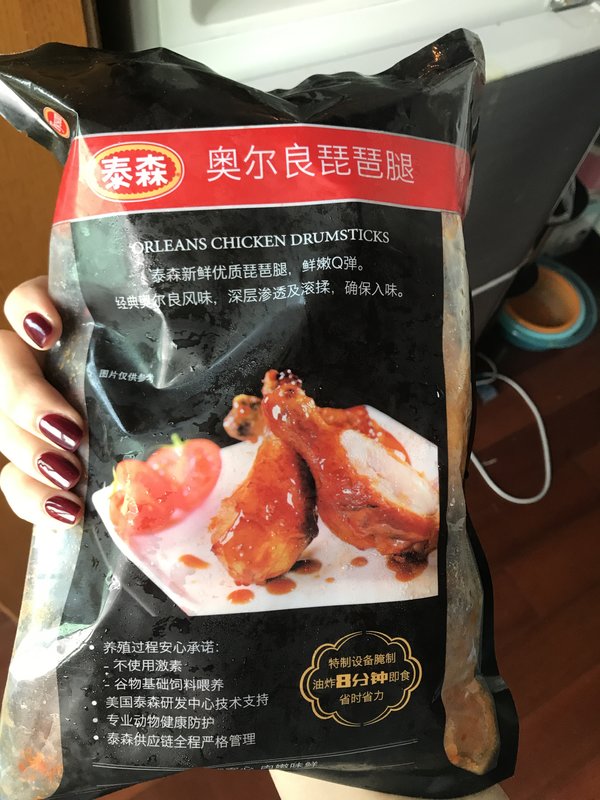 泰森
奥尔良琵琶腿
ORLEANS CHICKEN DRUMSTICKS
泰森新鲜优质琵琶腿，鲜嫩Q弹。
经典奥尔良风味，深层渗透及滚揉，确保入味。
图片仅供参考
• 养殖过程安心承诺：
- 不使用激素
- 谷物基础饲料喂养
• 美国泰森研发中心技术支持
• 专业动物健康防护
• 泰森供应链全程严格管理
特制设备腌制
油炸8分钟即食
省时省力